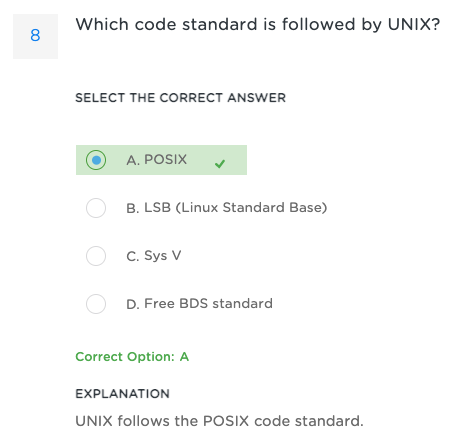 8
Which code standard is followed by UNIX?
SELECT THE CORRECT ANSWER
A. POSIX
B. LSB (Linux Standard Base)
C. Sys V
D. Free BDS standard
Correct Option: A
EXPLANATION
UNIX follows the POSIX code standard.